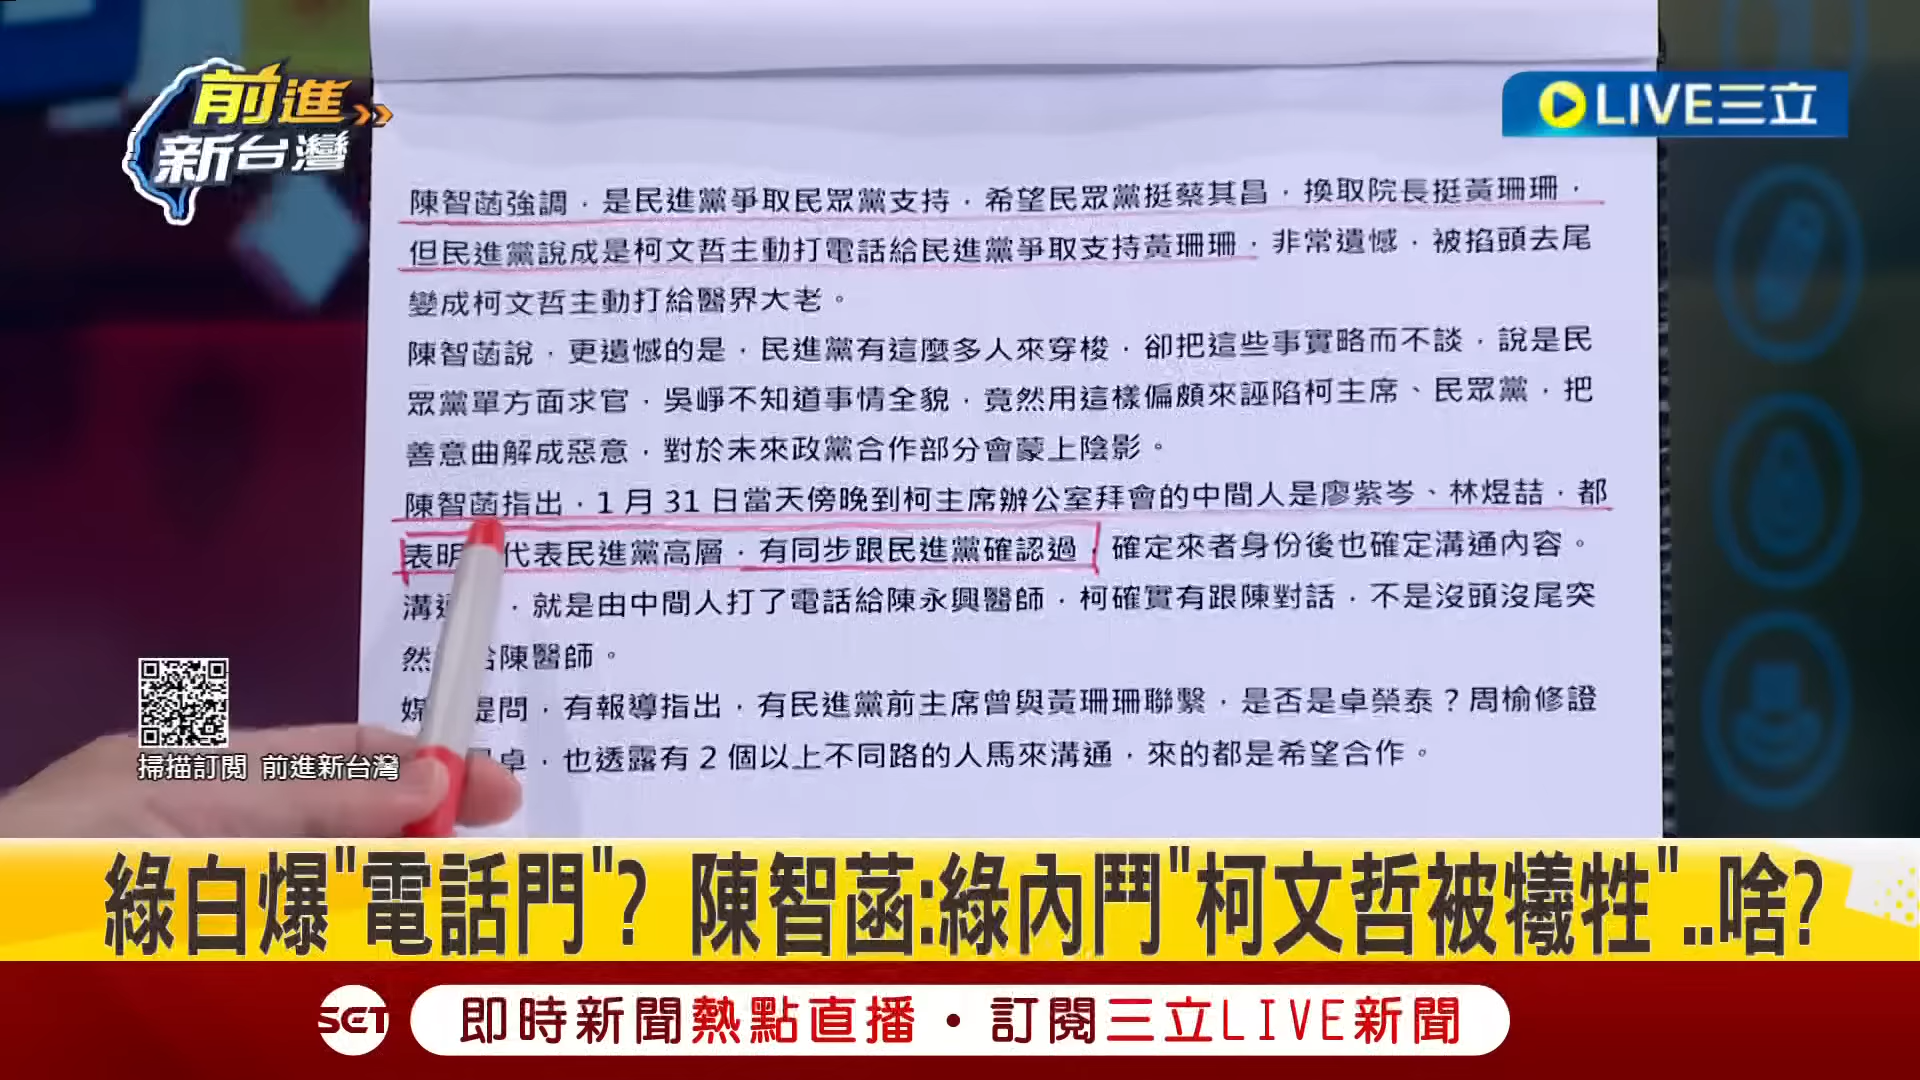 前進
新台灣
LIVE三立
陳智菡強調，是民進黨爭取民眾黨支持，希望民眾黨挺蔡其昌，換取院長挺黃珊珊，
但民進黨說成是柯文哲主動打電話給民進黨爭取支持黃珊珊，非常遺憾，被掐頭去尾
變成柯文哲主動打給醫界大老。
陳智菡說，更遺憾的是，民進黨有這麼多人來穿梭，卻把這些事實略而不談，說是民
眾黨單方面求官，吳崢不知道事情全貌，竟然用這樣偏頗來誣陷柯主席、民眾黨，把
善意曲解成惡意，對於未來政黨合作部分會蒙上陰影。
陳智菡指出，1 月 31 日當天傍晚到柯主席辦公室拜會的中間人是廖紫岑、林煜喆，都
表明 代表民進黨高層，有同步跟民進黨確認過，確定來者身份後也確定溝通內容。
溝 ，就是由中間人打了電話給陳永興醫師，柯確實有跟陳對話，不是沒頭沒尾突
然 陳醫師。
提問，有報導指出，有民進黨前主席曾與黃珊珊聯繫，是否是卓榮泰？周榆修證
卓，也透露有 2 個以上不同路的人馬來溝通，來的都是希望合作。
掃描訂閱 前進新台灣
綠白爆"電話門"? 陳智菡:綠內鬥"柯文哲被犧牲"..啥?
SET 即時新聞熱點直播・訂閱三立LIVE新聞